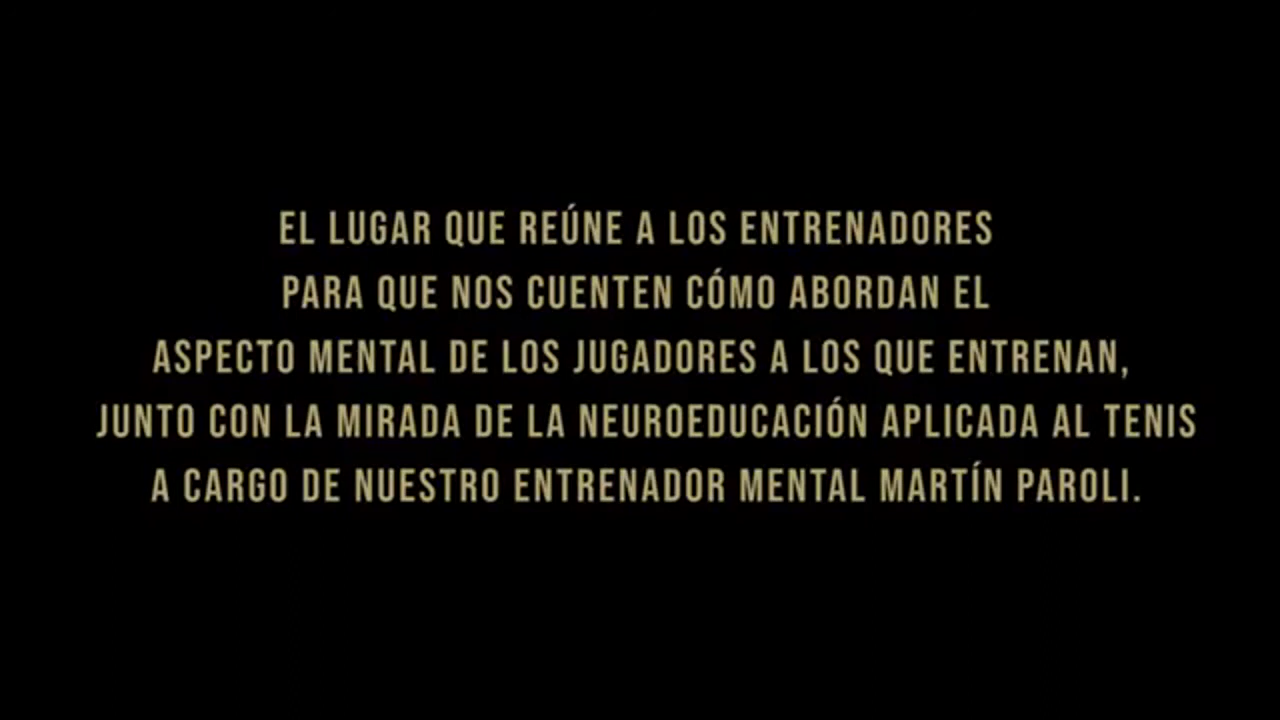 EL LUGAR QUE REÚNE A LOS ENTRENADORES
PARA QUE NOS CUENTEN CÓMO ABORDAN EL
ASPECTO MENTAL DE LOS JUGADORES A LOS QUE ENTRENAN,
JUNTO CON LA MIRADA DE LA NEUROEDUCACIÓN APLICADA AL TENIS
A CARGO DE NUESTRO ENTRENADOR MENTAL MARTÍN PAROLI.